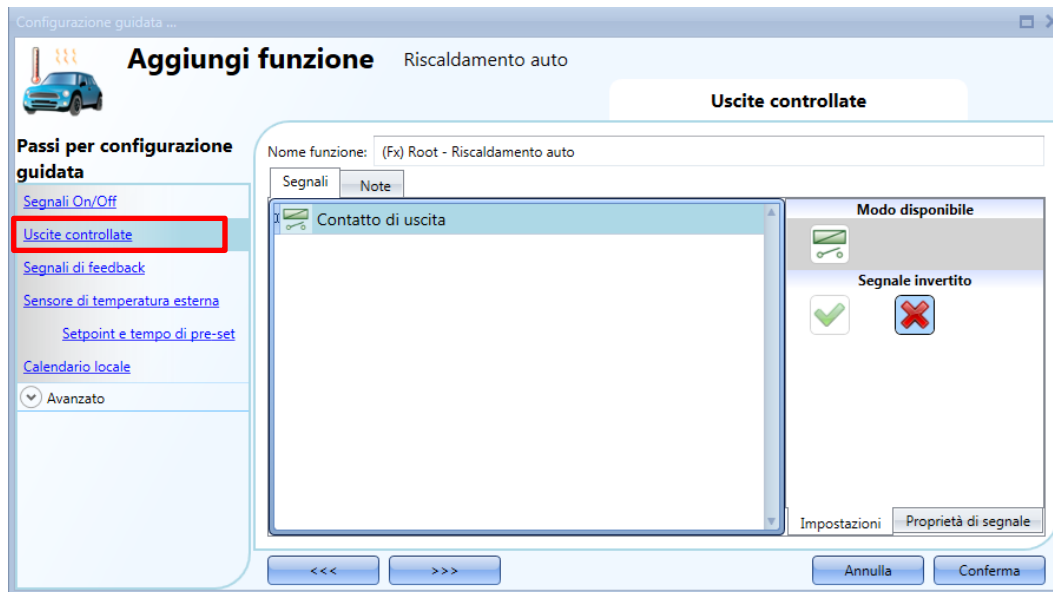 Configurazione guidata ...
Aggiungi funzione Riscaldamento auto
Uscite controllate
Passi per configurazione
guidata
Segnali On/Off
Uscite controllate
Segnali di feedback
Sensore di temperatura esterna
Setpoint e tempo di pre-set
Calendario locale
Avanzato
Nome funzione: (Fx) Root - Riscaldamento auto
Segnali Note
Contatto di uscita
Modo disponibile
Segnale invertito
Impostazioni Proprietà di segnale
<<< >>> Annulla Conferma